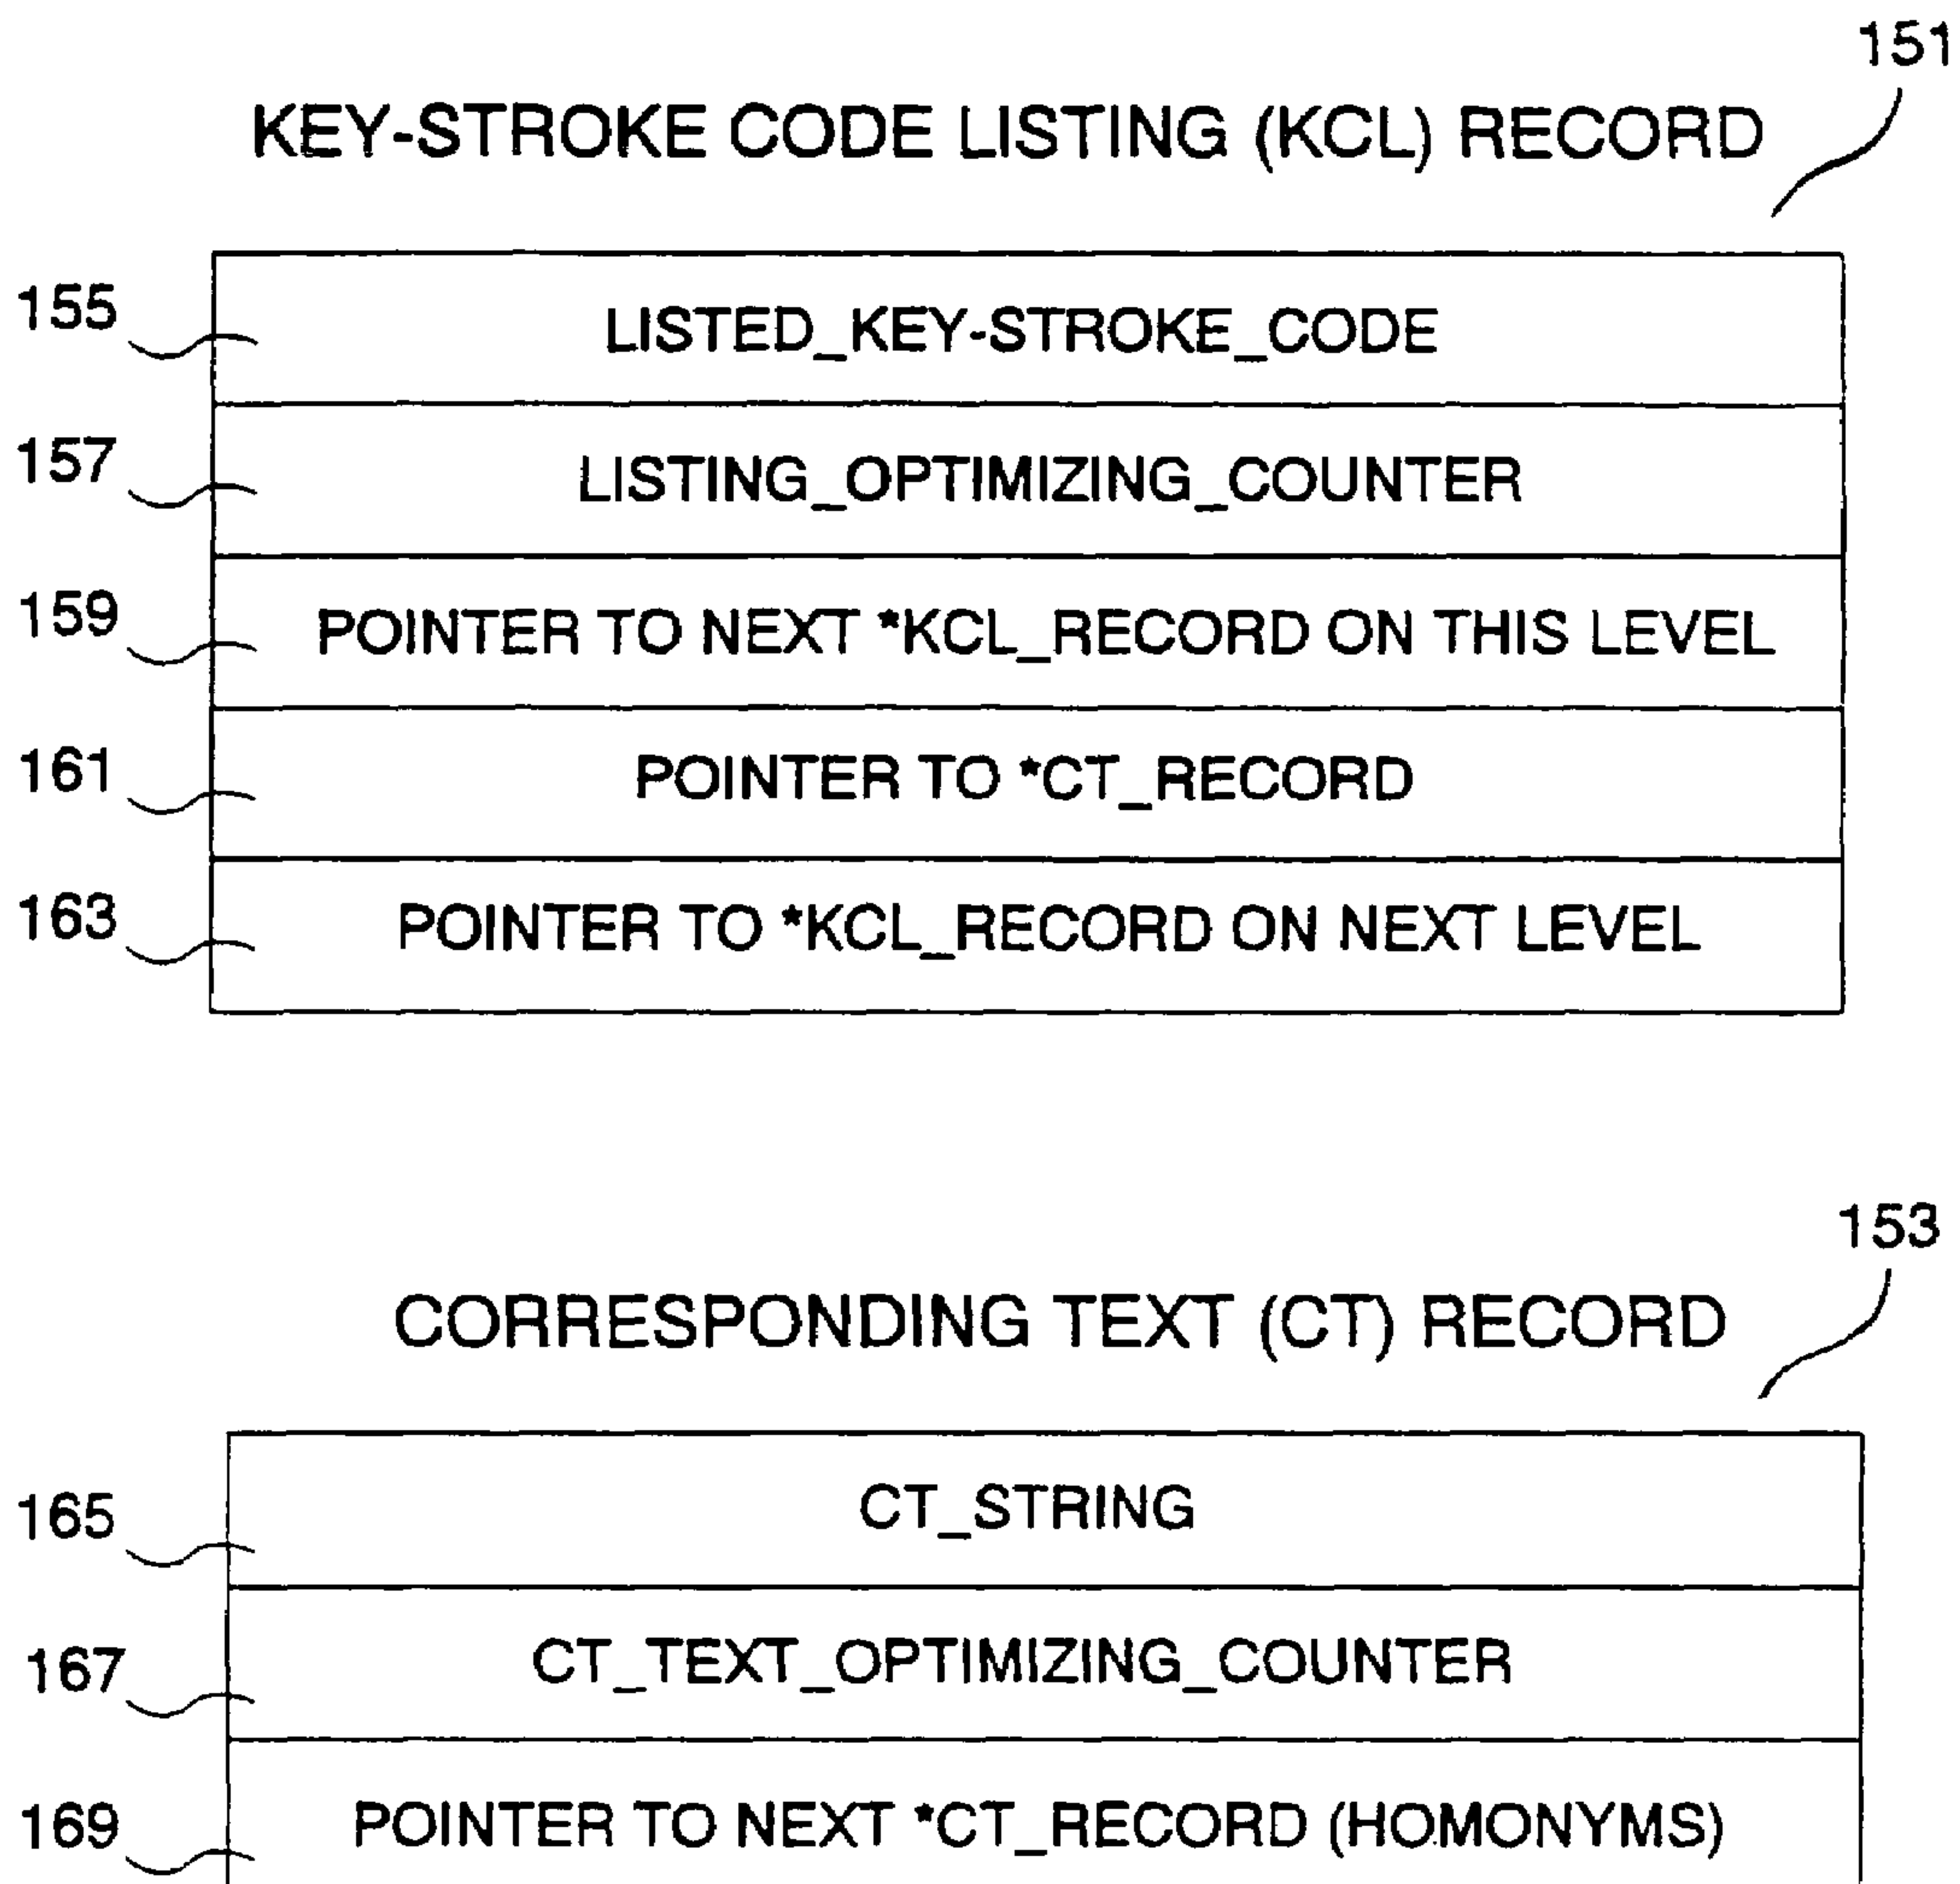 151
KEY-STROKE CODE LISTING (KCL) RECORD
155
LISTED_KEY-STROKE_CODE
157
LISTING_OPTIMIZING_COUNTER
159
POINTER TO NEXT *KCL_RECORD ON THIS LEVEL
161
POINTER TO *CT_RECORD
163
POINTER TO *KCL_RECORD ON NEXT LEVEL
153
CORRESPONDING TEXT (CT) RECORD
165
CT_STRING
167
CT_TEXT_OPTIMIZING_COUNTER
169
POINTER TO NEXT *CT_RECORD (HOMONYMS)